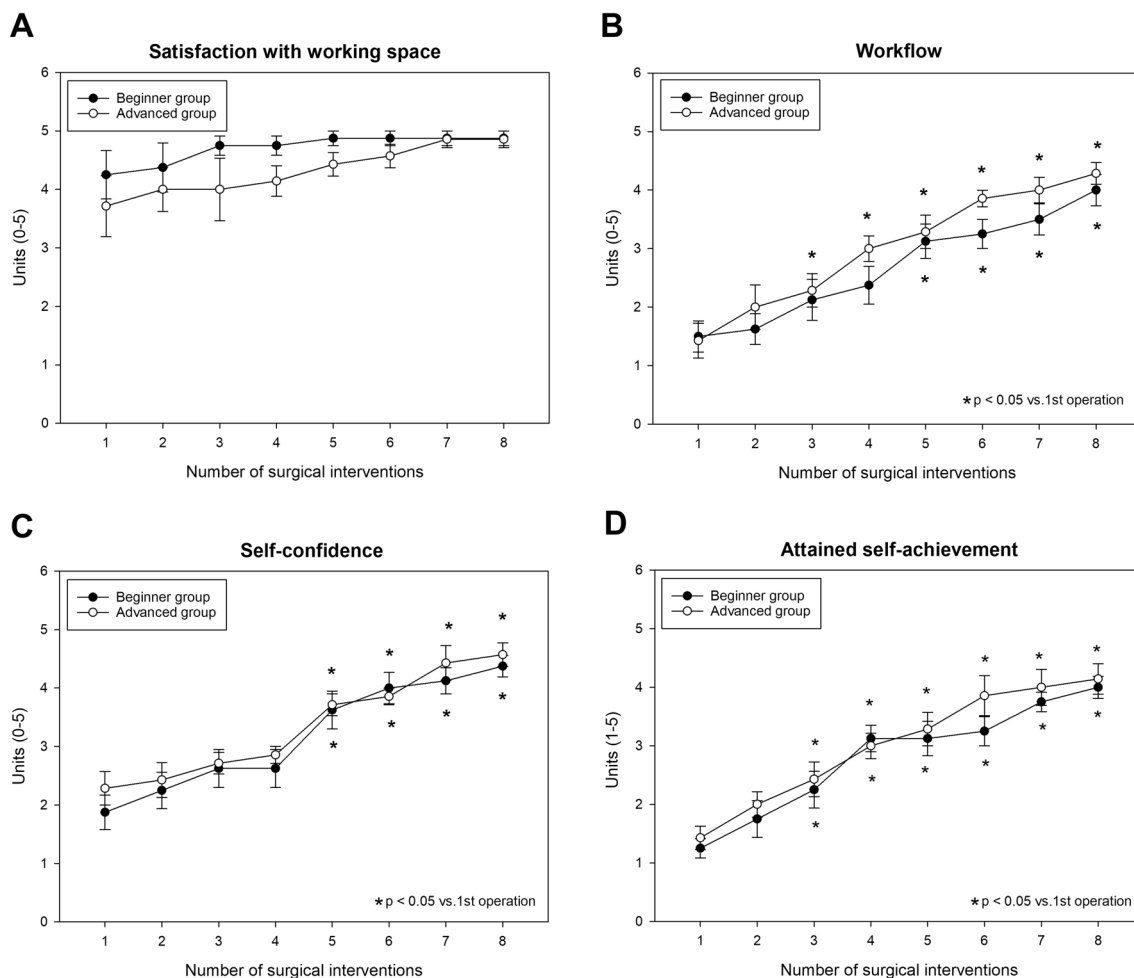 A
Satisfaction with working space
Beginner group
Advanced group
Units (0-5)
6
5
4
3
2
1
0
1 2 3 4 5 6 7 8
Number of surgical interventions
B
Workflow
Beginner group
Advanced group
Units (0-5)
6
5
4
3
2
1
0
* * * * * *
* * * *
* p < 0.05 vs.1st operation
1 2 3 4 5 6 7 8
Number of surgical interventions
C
Self-confidence
Beginner group
Advanced group
Units (0-5)
6
5
4
3
2
1
0
* * * *
* * * *
* p < 0.05 vs.1st operation
1 2 3 4 5 6 7 8
Number of surgical interventions
D
Attained self-achievement
Beginner group
Advanced group
Units (1-5)
6
5
4
3
2
1
0
* * * * * *
* * * * * *
* p < 0.05 vs.1st operation
1 2 3 4 5 6 7 8
Number of surgical interventions